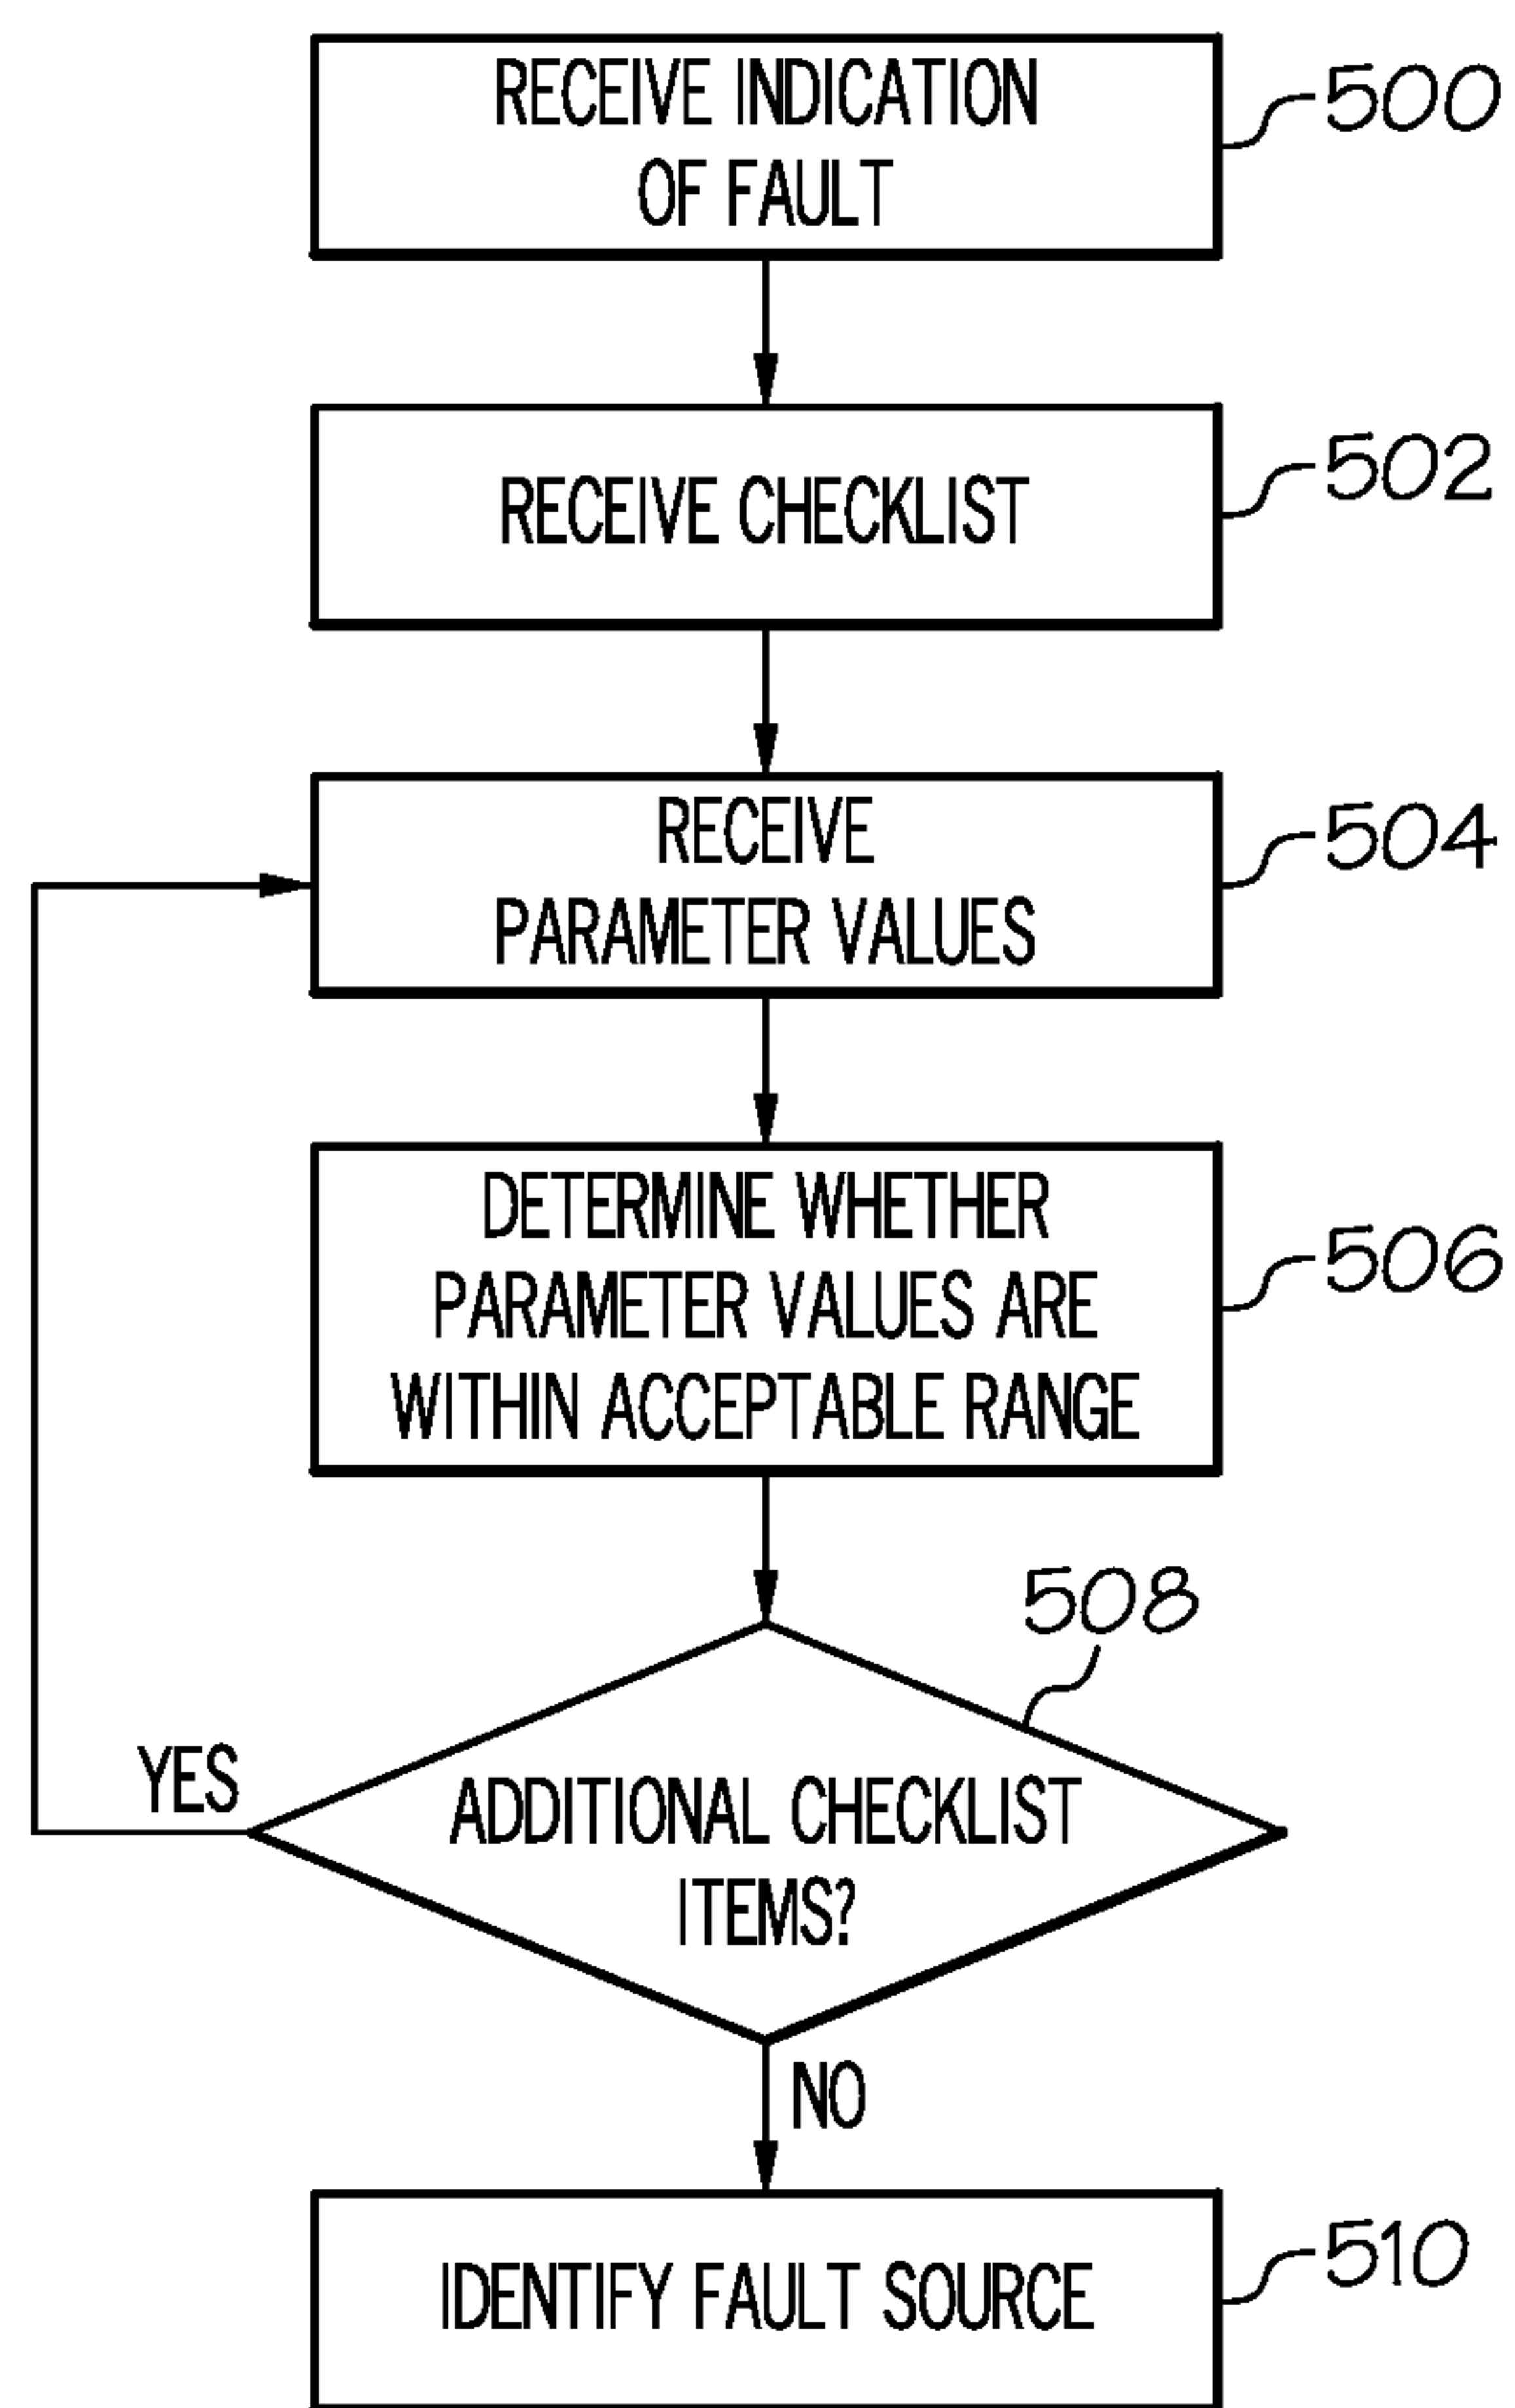 RECEIVE INDICATION
OF FAULT
500
RECEIVE CHECKLIST
502
RECEIVE
PARAMETER VALUES
504
DETERMINE WHETHER
PARAMETER VALUES ARE
WITHIN ACCEPTABLE RANGE
506
508
YES
ADDITIONAL CHECKLIST
ITEMS?
NO
IDENTIFY FAULT SOURCE
510